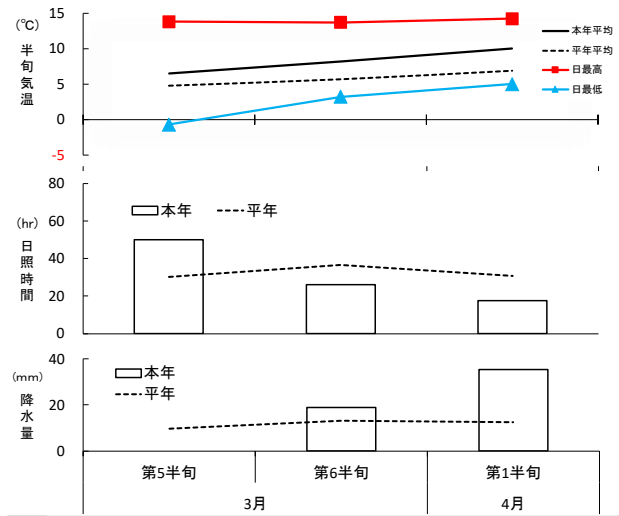 (℃)
半旬気温
15
10
5
0
-5
本年平均
平年平均
日最高
日最低
(hr)
日照時間
80
60
40
20
0
本年
平年
(mm)
降水量
40
20
0
本年
平年
第5半旬
第6半旬
第1半旬
3月
4月